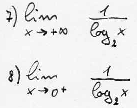 7) lim x→+∞ 1/log₂x
8) lim x→0⁺ 1/log₂x